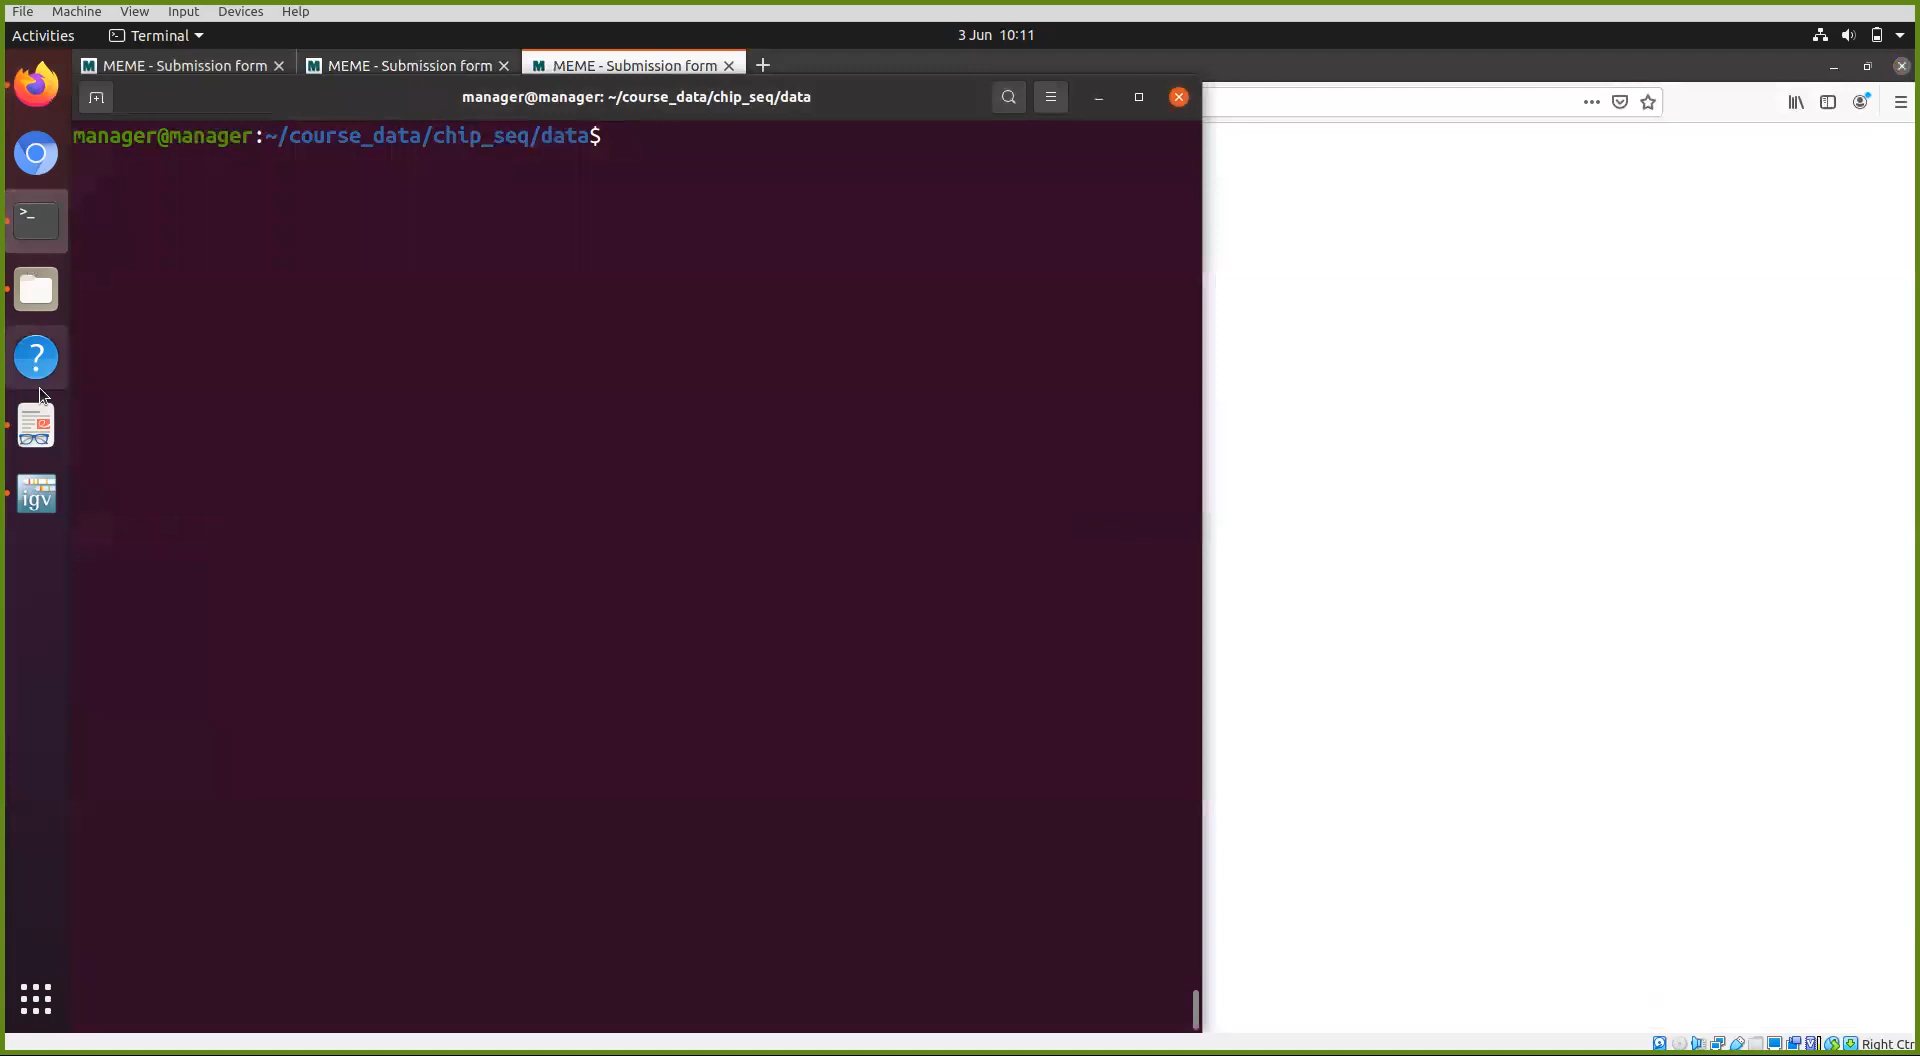 File Machine View Input Devices Help
Activities Terminal 3 Jun 10:11
MEME - Submission form MEME - Submission form MEME - Submission form
manager@manager: ~/course_data/chip_seq/data
manager@manager:~/course_data/chip_seq/data$
>_
?
igv
Right Ctr